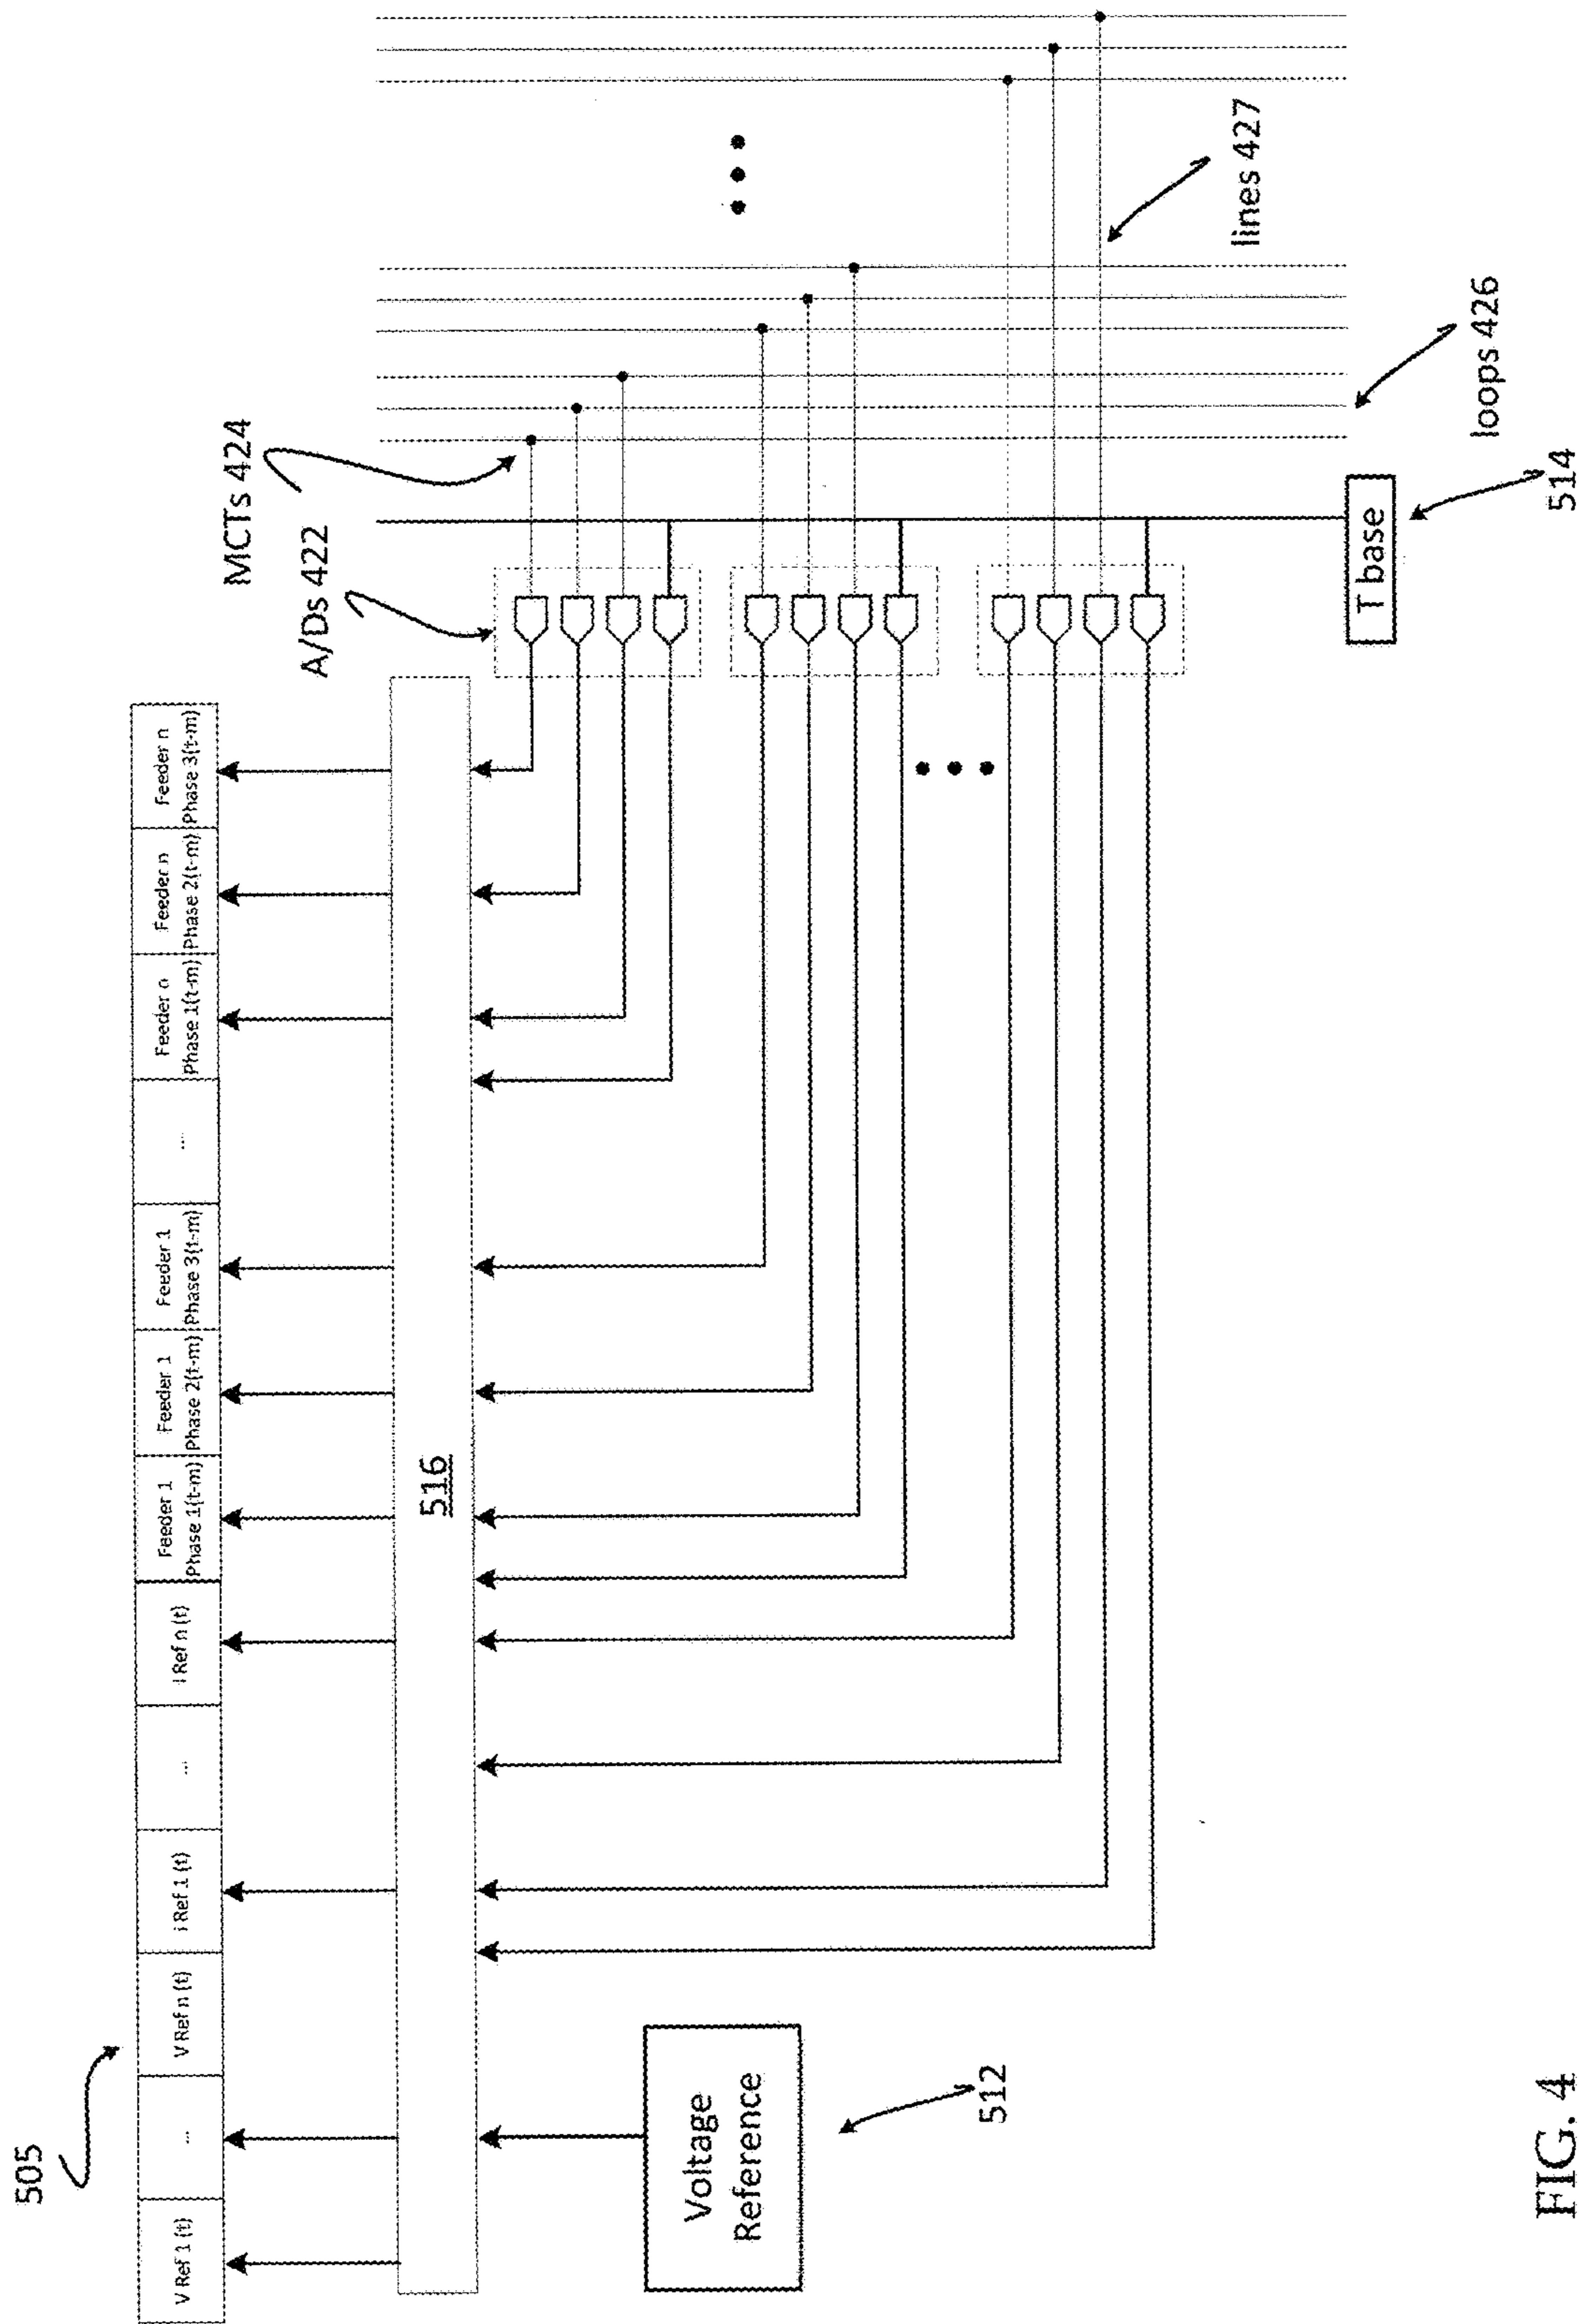 505
V Ref 1 (t)
...
V Ref n (t)
i Ref 1 (t)
...
i Ref n (t)
Feeder 1
Phase 1(t-m)
Feeder 1
Phase 2(t-m)
Feeder 1
Phase 3(t-m)
...
Feeder n
Phase 1(t-m)
Feeder n
Phase 2(t-m)
Feeder n
Phase 3(t-m)
516
Voltage
Reference
512
A/Ds 422
MCTs 424
T base
514
loops 426
lines 427
FIG. 4